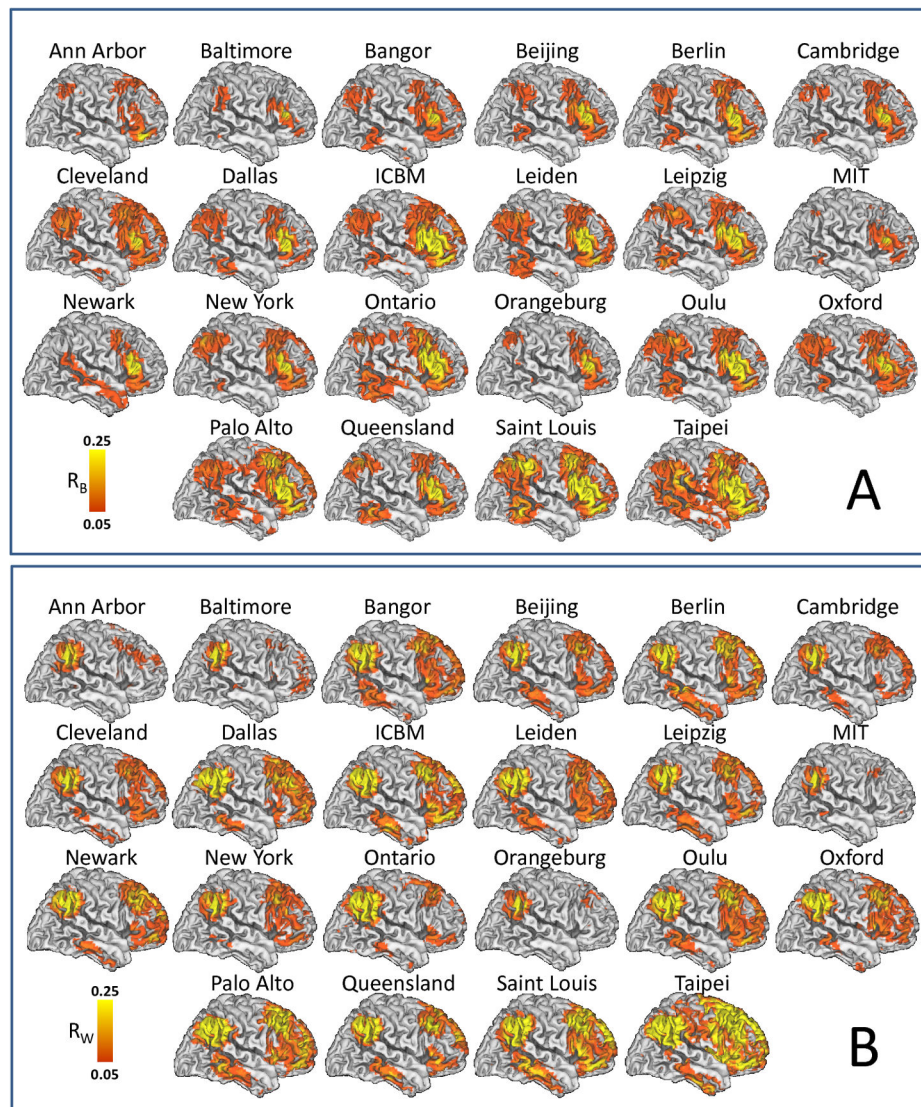 Ann Arbor Baltimore Bangor Beijing Berlin Cambridge
Cleveland Dallas ICBM Leiden Leipzig MIT
Newark New York Ontario Orangeburg Oulu Oxford
Palo Alto Queensland Saint Louis Taipei
0.25
R_B
0.05
A
Ann Arbor Baltimore Bangor Beijing Berlin Cambridge
Cleveland Dallas ICBM Leiden Leipzig MIT
Newark New York Ontario Orangeburg Oulu Oxford
Palo Alto Queensland Saint Louis Taipei
0.25
R_W
0.05
B